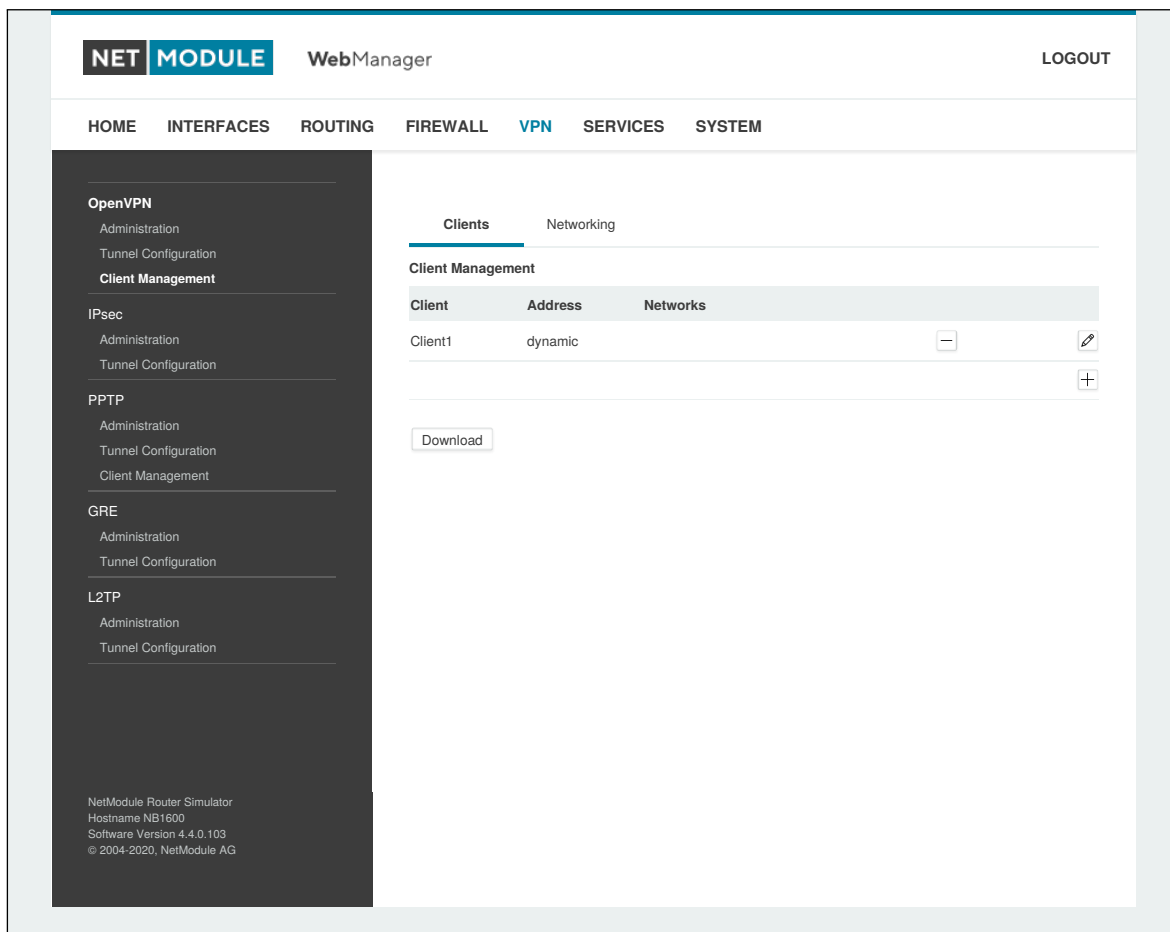 NET MODULE WebManager LOGOUT
HOME INTERFACES ROUTING FIREWALL VPN SERVICES SYSTEM
OpenVPN
Administration
Tunnel Configuration
Client Management
IPsec
Administration
Tunnel Configuration
PPTP
Administration
Tunnel Configuration
Client Management
GRE
Administration
Tunnel Configuration
L2TP
Administration
Tunnel Configuration
NetModule Router Simulator
Hostname NB1600
Software Version 4.4.0.103
© 2004-2020, NetModule AG
Clients Networking
Client Management
Client Address Networks
Client1 dynamic
Download